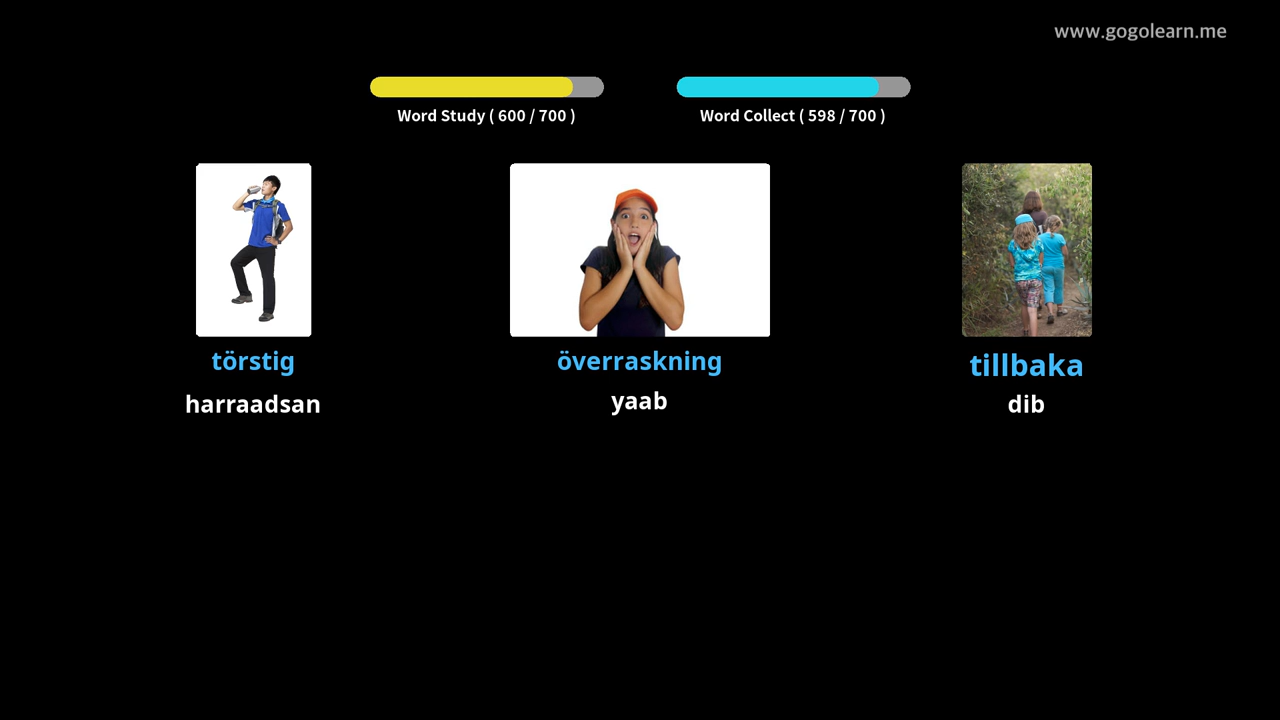 www.gogolearn.me
Word Study ( 600 / 700 )
Word Collect ( 598 / 700 )
törstig
överraskning
tillbaka
harraadsan
yaab
dib